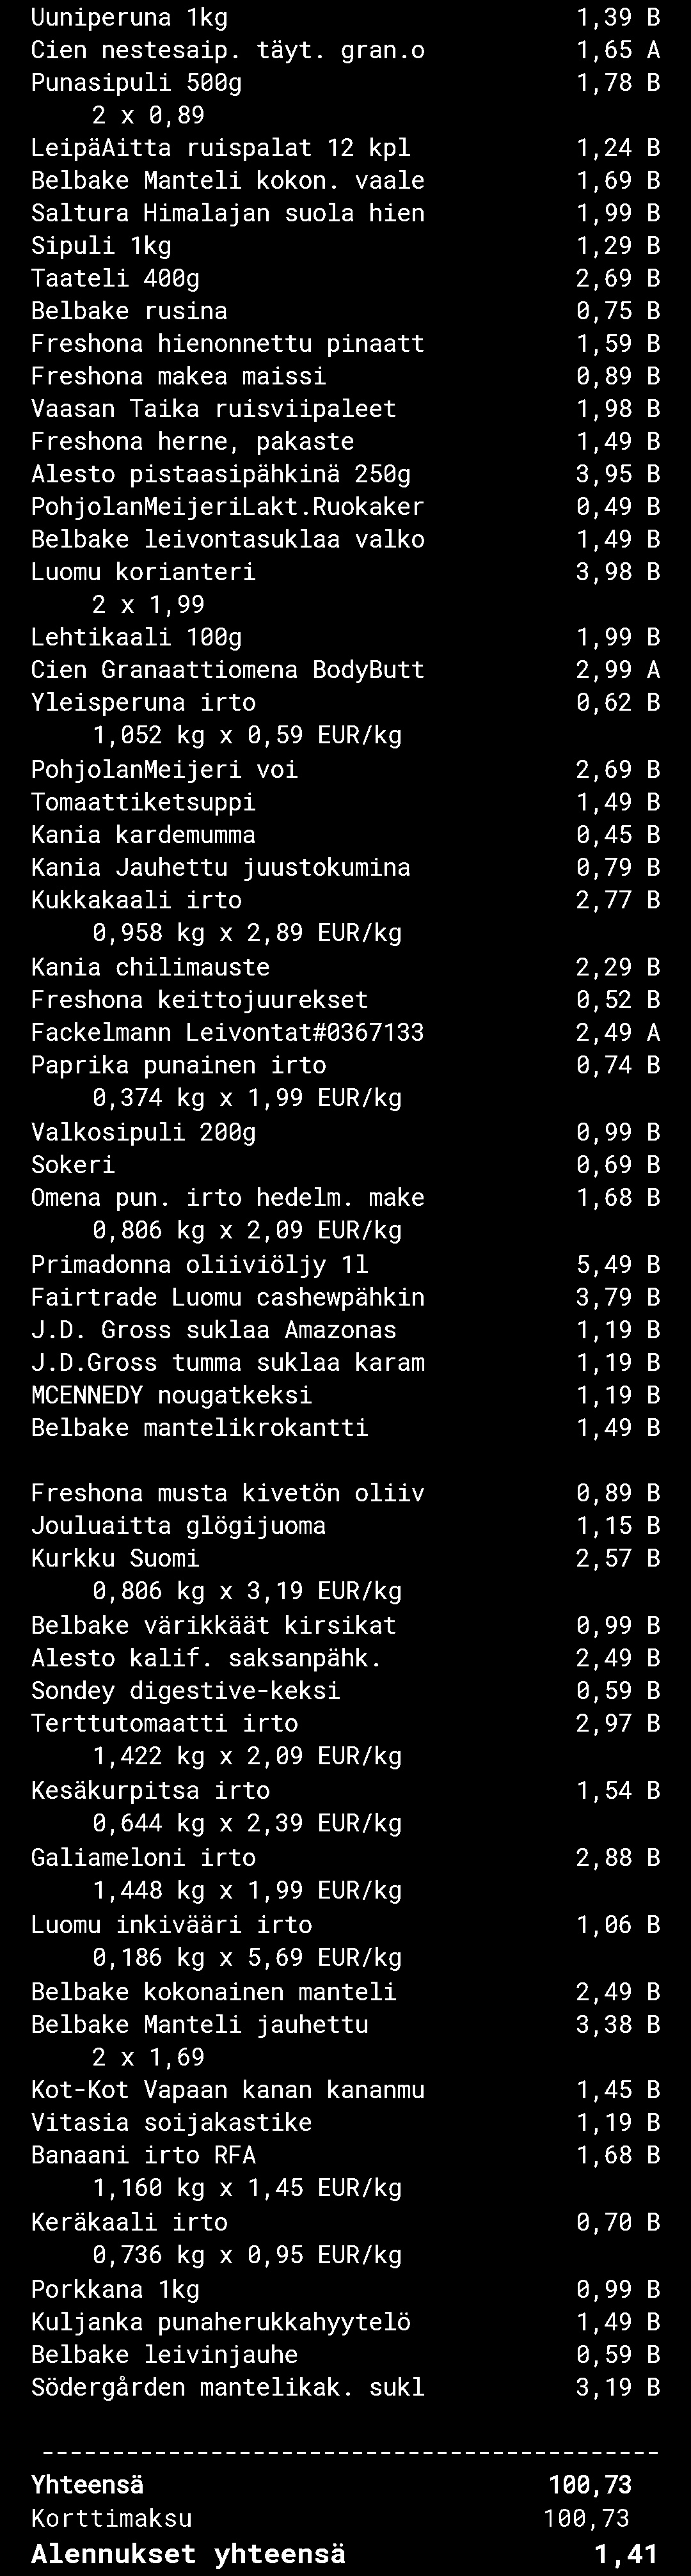 Uuniperuna 1kg 1,39 B
Cien nestesaip. täyt. gran.o 1,65 A
Punasipuli 500g 1,78 B
2 x 0,89
LeipäAitta ruispalat 12 kpl 1,24 B
Belbake Manteli kokon. vaale 1,69 B
Saltura Himalajan suola hien 1,99 B
Sipuli 1kg 1,29 B
Taateli 400g 2,69 B
Belbake rusina 0,75 B
Freshona hienonnettu pinaatt 1,59 B
Freshona makea maissi 0,89 B
Vaasan Taika ruisviipaleet 1,98 B
Freshona herne, pakaste 1,49 B
Alesto pistaasipähkinä 250g 3,95 B
PohjolanMeijeriLakt.Ruokaker 0,49 B
Belbake leivontasuklaa valko 1,49 B
Luomu korianteri 3,98 B
2 x 1,99
Lehtikaali 100g 1,99 B
Cien Granaattiomena BodyButt 2,99 A
Yleisperuna irto 0,62 B
1,052 kg x 0,59 EUR/kg
PohjolanMeijeri voi 2,69 B
Tomaattiketsuppi 1,49 B
Kania kardemumma 0,45 B
Kania Jauhettu juustokumina 0,79 B
Kukkakaali irto 2,77 B
0,958 kg x 2,89 EUR/kg
Kania chilimauste 2,29 B
Freshona keittojuurekset 0,52 B
Fackelmann Leivontat#0367133 2,49 A
Paprika punainen irto 0,74 B
0,374 kg x 1,99 EUR/kg
Valkosipuli 200g 0,99 B
Sokeri 0,69 B
Omena pun. irto hedelm. make 1,68 B
0,806 kg x 2,09 EUR/kg
Primadonna oliiviöljy 1l 5,49 B
Fairtrade Luomu cashewpähkin 3,79 B
J.D. Gross suklaa Amazonas 1,19 B
J.D.Gross tumma suklaa karam 1,19 B
MCENNEDY nougatkeksi 1,19 B
Belbake mantelikrokantti 1,49 B
Freshona musta kivetön oliiv 0,89 B
Jouluaitta glögijuoma 1,15 B
Kurkku Suomi 2,57 B
0,806 kg x 3,19 EUR/kg
Belbake värikkäät kirsikat 0,99 B
Alesto kalif. saksanpähk. 2,49 B
Sondey digestive-keksi 0,59 B
Terttutomaatti irto 2,97 B
1,422 kg x 2,09 EUR/kg
Kesäkurpitsa irto 1,54 B
0,644 kg x 2,39 EUR/kg
Galiameloni irto 2,88 B
1,448 kg x 1,99 EUR/kg
Luomu inkivääri irto 1,06 B
0,186 kg x 5,69 EUR/kg
Belbake kokonainen manteli 2,49 B
Belbake Manteli jauhettu 3,38 B
2 x 1,69
Kot-Kot Vapaan kanan kananmu 1,45 B
Vitasia soijakastike 1,19 B
Banaani irto RFA 1,68 B
1,160 kg x 1,45 EUR/kg
Keräkaali irto 0,70 B
0,736 kg x 0,95 EUR/kg
Porkkana 1kg 0,99 B
Kuljanka punaherukkahyytelö 1,49 B
Belbake leivinjauhe 0,59 B
Södergården mantelikak. sukl 3,19 B
--------------------------------------------
Yhteensä 100,73
Korttimaksu 100,73
Alennukset yhteensä 1,41